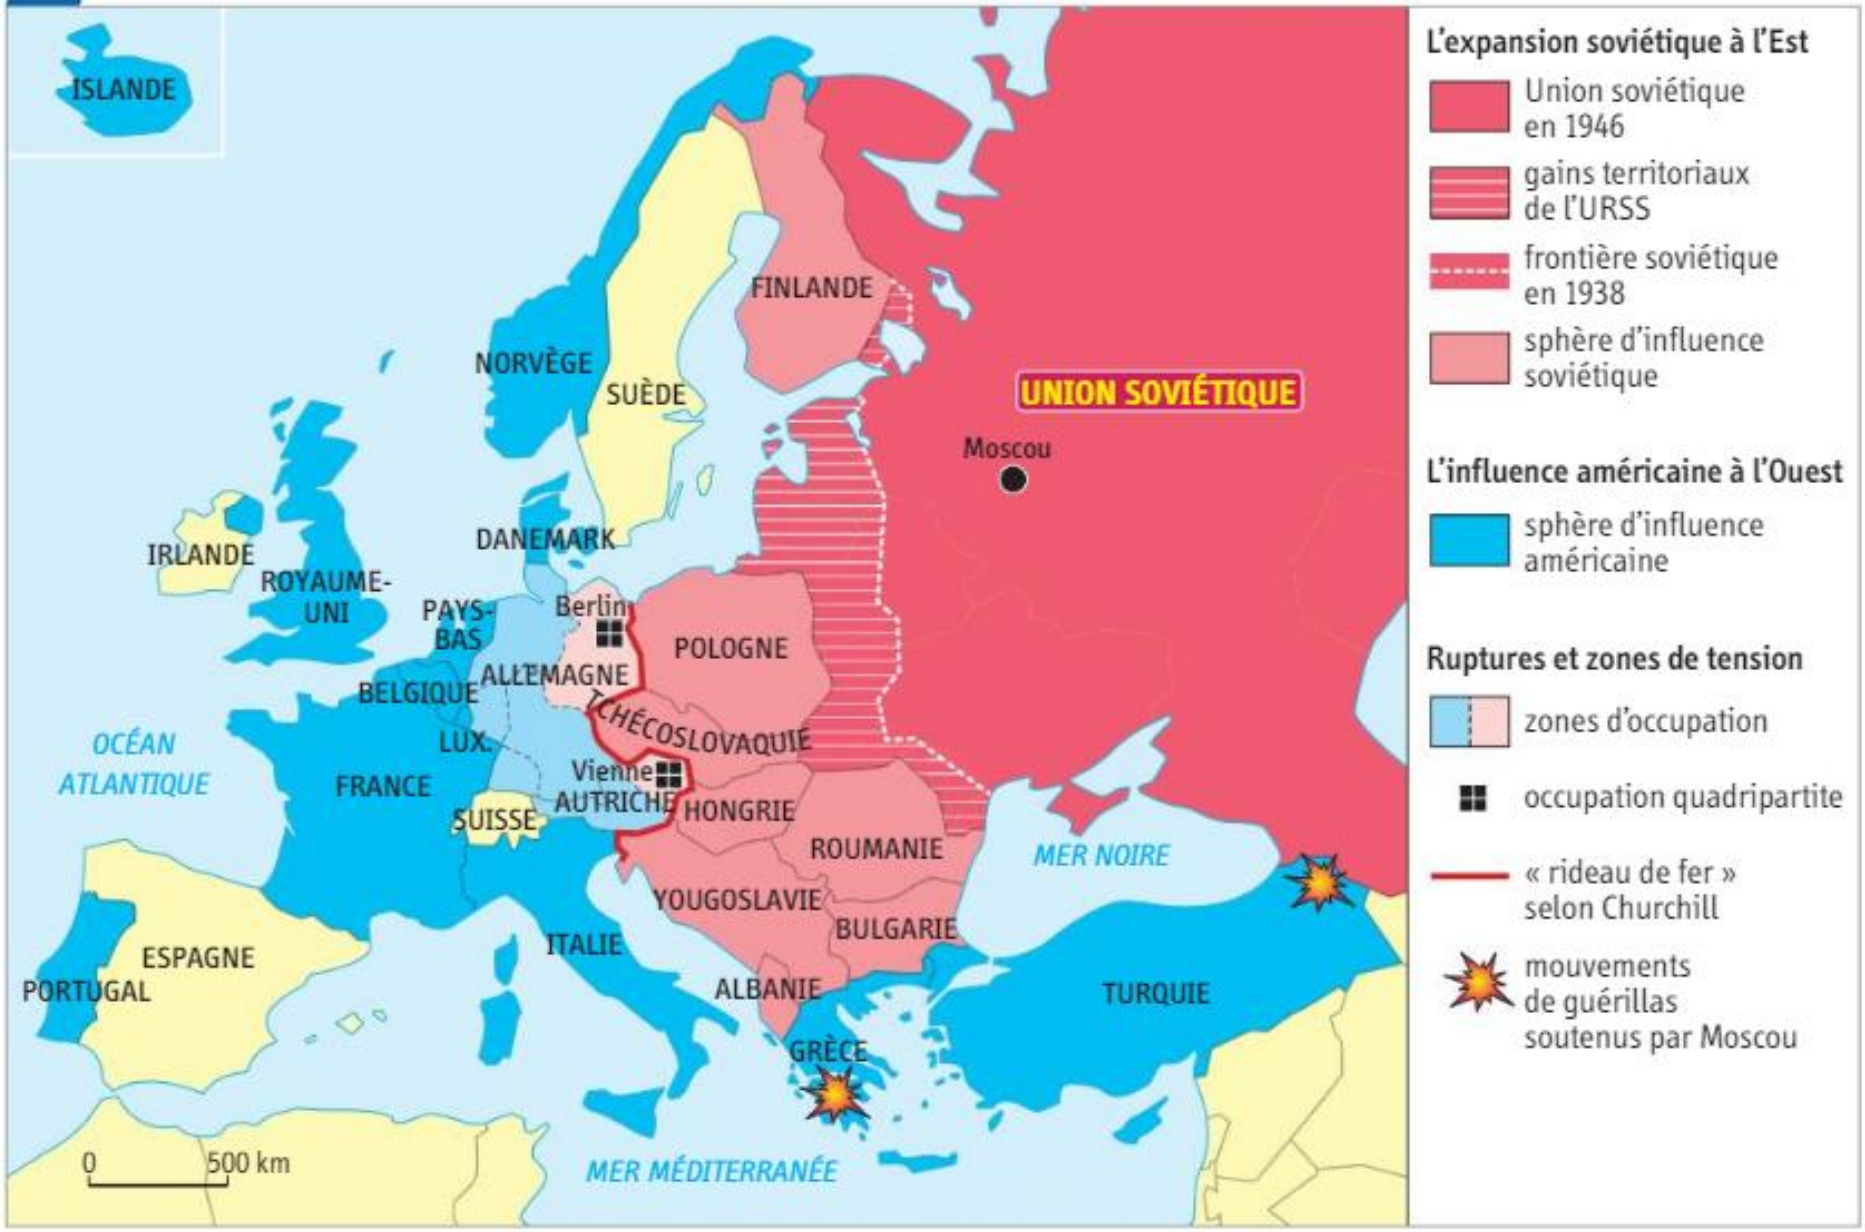 ISLANDE
FINLANDE
NORVÈGE
SUÈDE
UNION SOVIÉTIQUE
Moscou
DANEMARK
IRLANDE
ROYAUME-
UNI
PAYS-
BAS
Berlin
POLOGNE
ALLEMAGNE
BELGIQUE
TCHÉCOSLOVAQUIE
LUX.
OCÉAN
ATLANTIQUE
FRANCE
Vienne
AUTRICHE
SUISSE
HONGRIE
ROUMANIE
MER NOIRE
YOUGOSLAVIE
BULGARIE
ITALIE
ESPAGNE
PORTUGAL
ALBANIE
TURQUIE
GRÈCE
MER MÉDITERRANÉE
0 500 km
L'expansion soviétique à l'Est
Union soviétique
en 1946
gains territoriaux
de l'URSS
frontière soviétique
en 1938
sphère d'influence
soviétique
L'influence américaine à l'Ouest
sphère d'influence
américaine
Ruptures et zones de tension
zones d'occupation
occupation quadripartite
« rideau de fer »
selon Churchill
mouvements
de guérillas
soutenus par Moscou